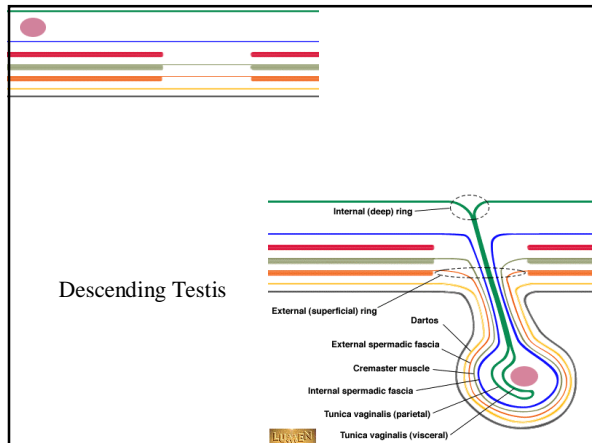 Internal (deep) ring
Descending Testis
External (superficial) ring
Dartos
External spermadic fascia
Cremaster muscle
Internal spermadic fascia
Tunica vaginalis (parietal)
Tunica vaginalis (visceral)
LUMEN